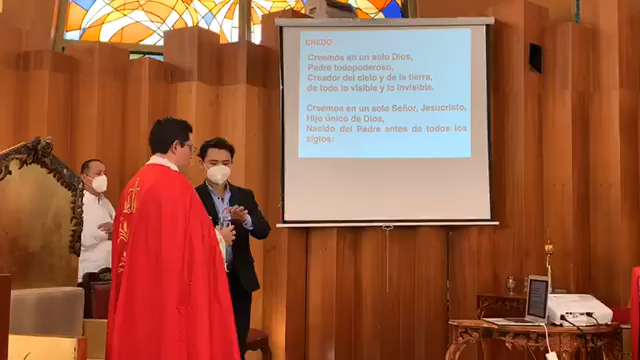 CREDO
Creemos en un solo Dios,
Padre todopoderoso,
Creador del cielo y de la tierra,
de todo lo visible y lo invisible.
Creemos en un solo Señor, Jesucristo,
Hijo único de Dios,
Nacido del Padre antes de todos los
siglos: